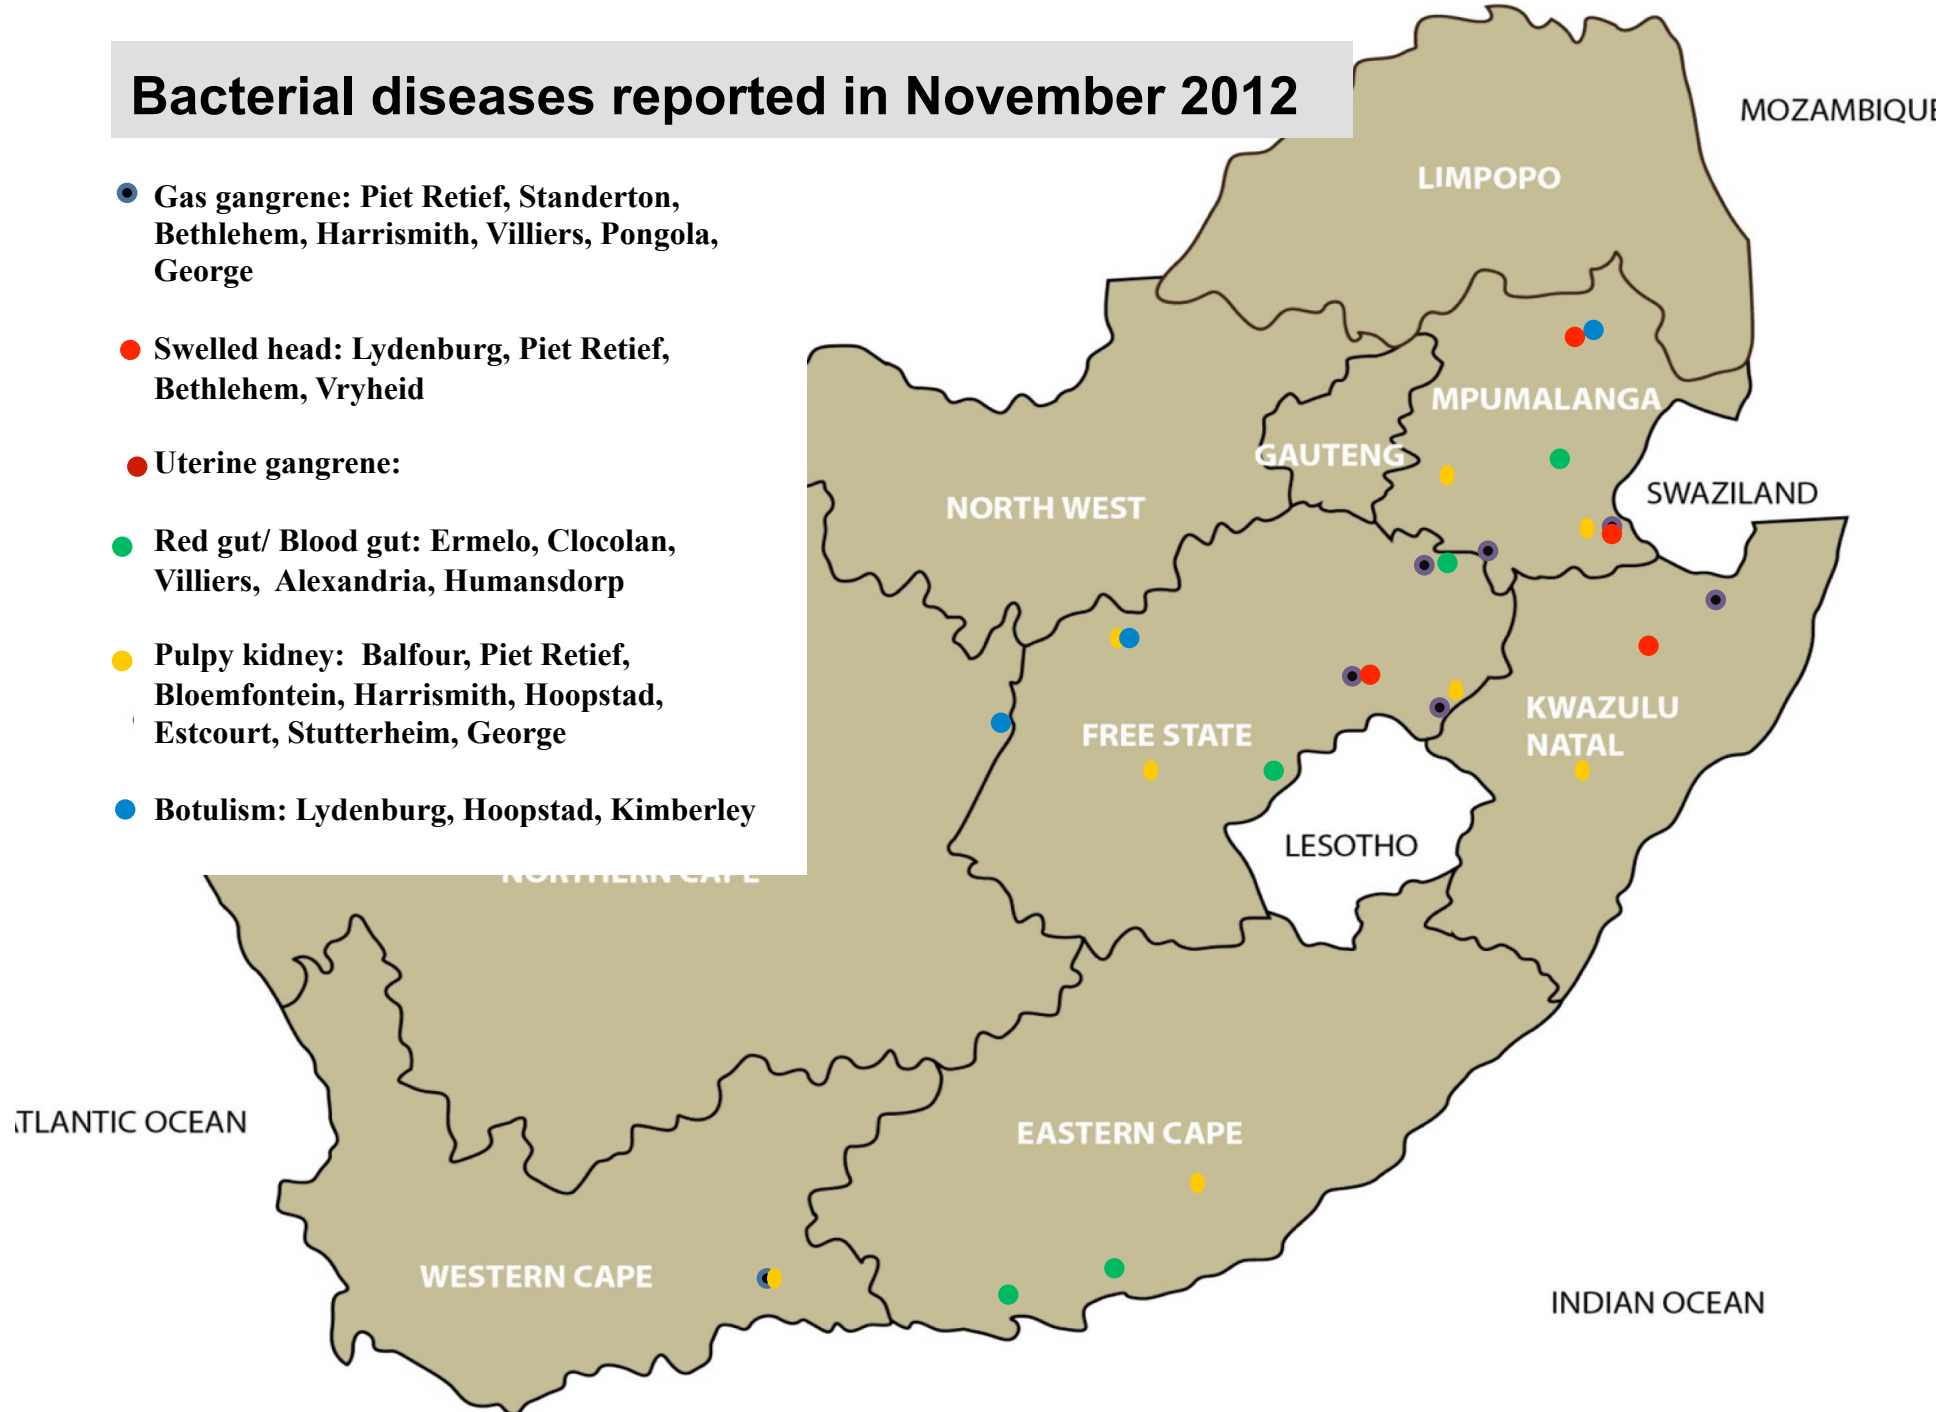 Bacterial diseases reported in November 2012
MOZAMBIQUE
LIMPOPO
Gas gangrene: Piet Retief, Standerton,
Bethlehem, Harrismith, Villiers, Pongola,
George
Swelled head: Lydenburg, Piet Retief,
Bethlehem, Vryheid
Uterine gangrene:
Red gut/ Blood gut: Ermelo, Clocolan,
Villiers, Alexandria, Humansdorp
Pulpy kidney: Balfour, Piet Retief,
Bloemfontein, Harrismith, Hoopstad,
Estcourt, Stutterheim, George
Botulism: Lydenburg, Hoopstad, Kimberley
MPUMALANGA
GAUTENG
SWAZILAND
NORTH WEST
KWAZULU
NATAL
FREE STATE
LESOTHO
NORTHERN CAPE
TLANTIC OCEAN
EASTERN CAPE
WESTERN CAPE
INDIAN OCEAN